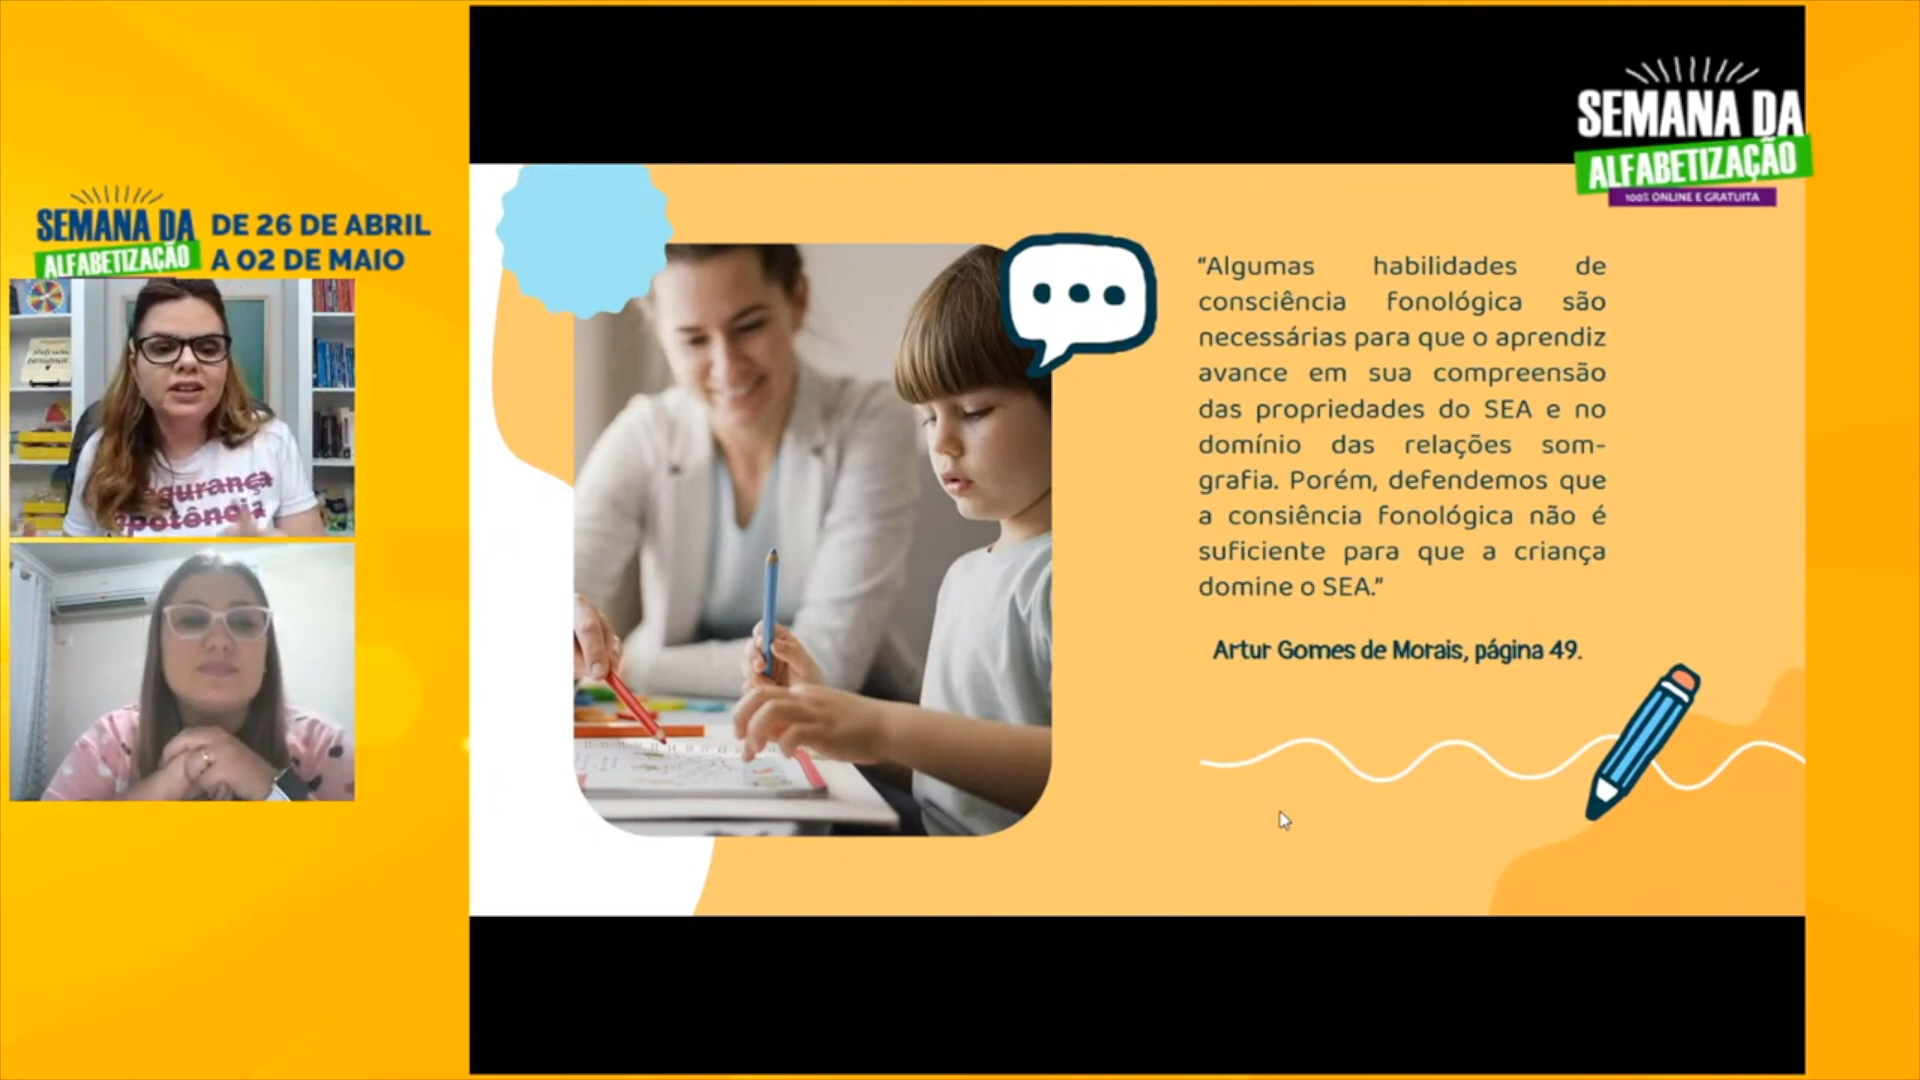 SEMANA DA
ALFABETIZAÇÃO
DE 26 DE ABRIL
A 02 DE MAIO
SEMANA DA
ALFABETIZAÇÃO
100% ONLINE E GRATUITA
“Algumas habilidades de
consciência fonológica são
necessárias para que o aprendiz
avance em sua compreensão
das propriedades do SEA e no
domínio das relações som-
grafia. Porém, defendemos que
a consiência fonológica não é
suficiente para que a criança
domine o SEA.”
Artur Gomes de Morais, página 49.
egurança
potência